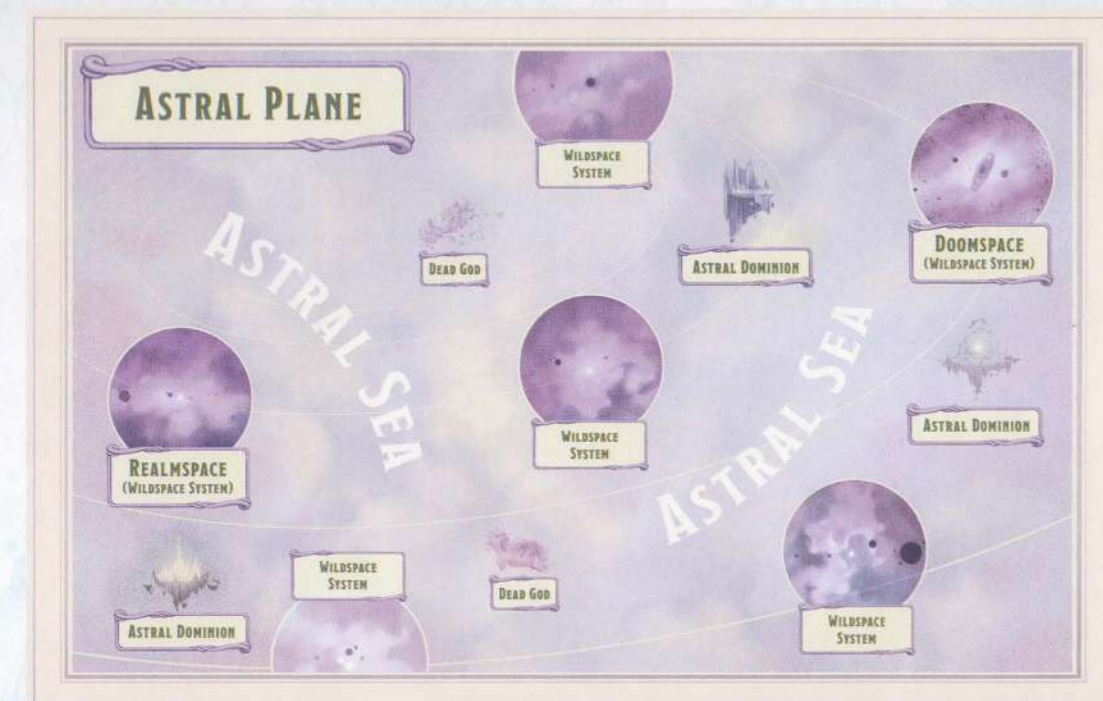 ASTRAL PLANE
WILDSPACE
SYSTEM
DEAD GOD
ASTRAL DOMINION
DOOMSPACE
(WILDSPACE SYSTEM)
ASTRAL SEA
ASTRAL SEA
REALMSPACE
(WILDSPACE SYSTEM)
WILDSPACE
SYSTEM
ASTRAL DOMINION
ASTRAL DOMINION
WILDSPACE
SYSTEM
DEAD GOD
WILDSPACE
SYSTEM